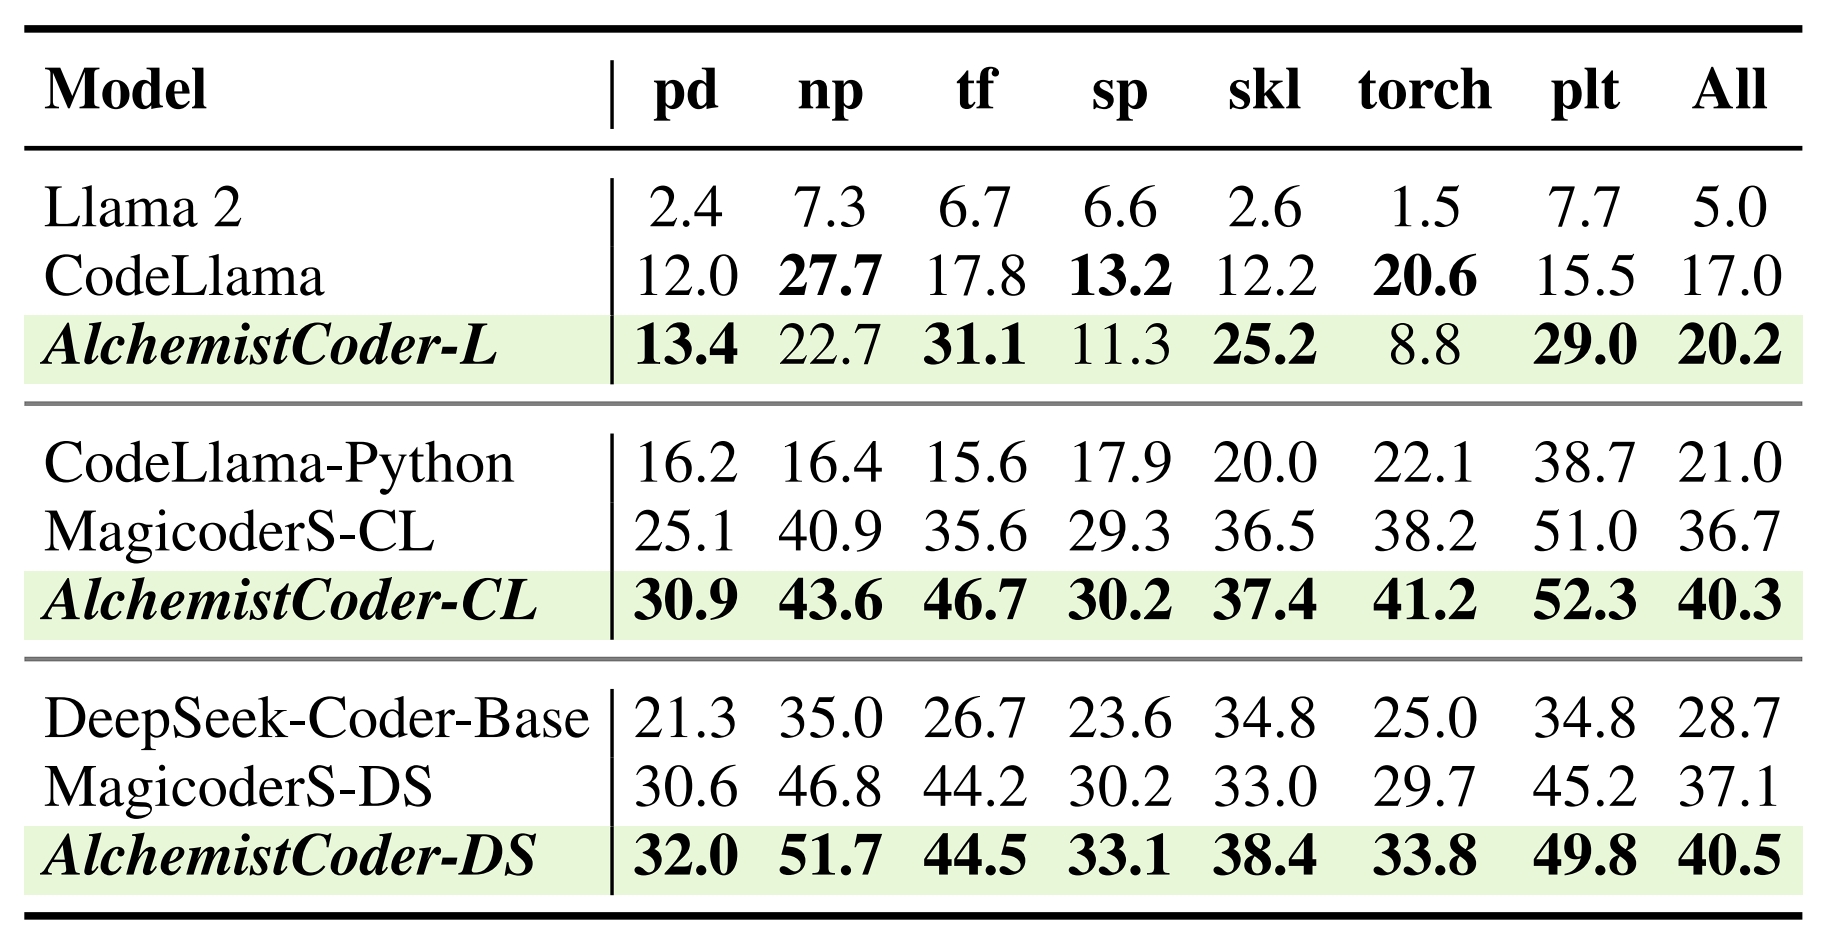 Model pd np tf sp skl torch plt All
Llama 2 2.4 7.3 6.7 6.6 2.6 1.5 7.7 5.0
CodeLlama 12.0 27.7 17.8 13.2 12.2 20.6 15.5 17.0
AlchemistCoder-L 13.4 22.7 31.1 11.3 25.2 8.8 29.0 20.2
CodeLlama-Python 16.2 16.4 15.6 17.9 20.0 22.1 38.7 21.0
MagicoderS-CL 25.1 40.9 35.6 29.3 36.5 38.2 51.0 36.7
AlchemistCoder-CL 30.9 43.6 46.7 30.2 37.4 41.2 52.3 40.3
DeepSeek-Coder-Base 21.3 35.0 26.7 23.6 34.8 25.0 34.8 28.7
MagicoderS-DS 30.6 46.8 44.2 30.2 33.0 29.7 45.2 37.1
AlchemistCoder-DS 32.0 51.7 44.5 33.1 38.4 33.8 49.8 40.5